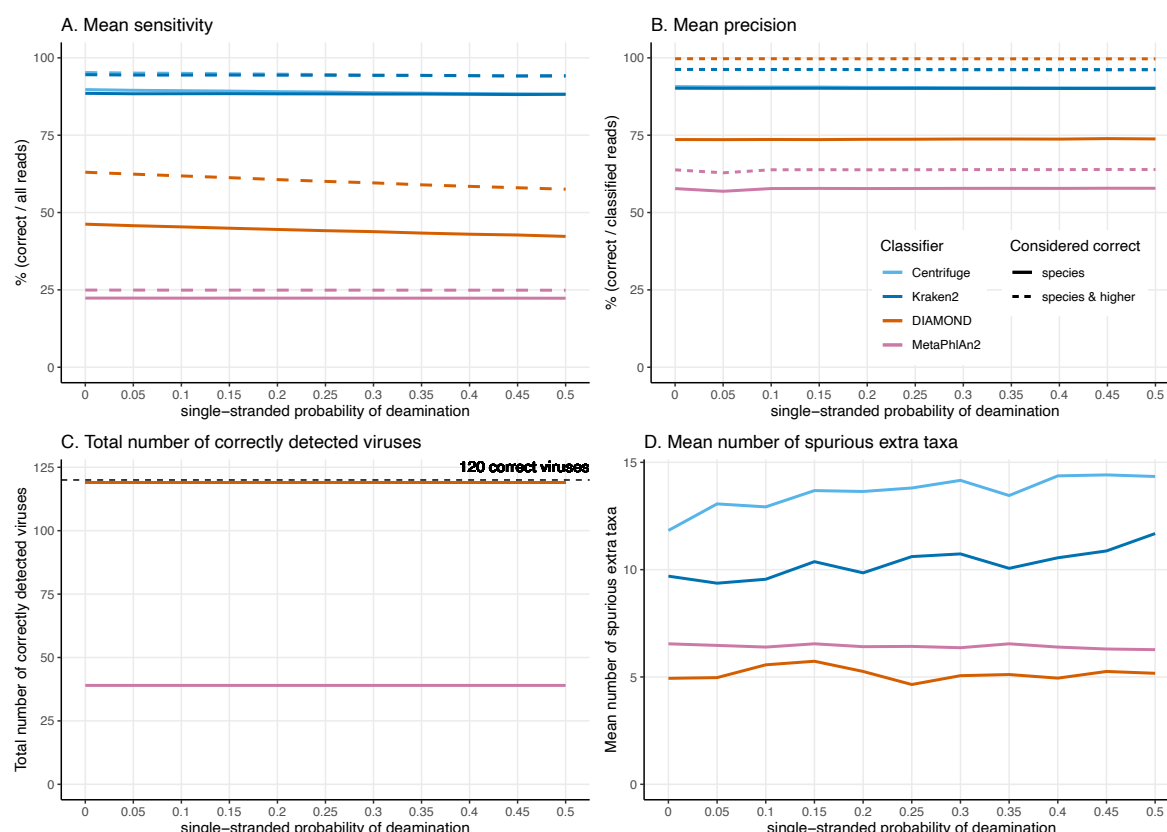 A. Mean sensitivity
% (correct / all reads)
100
75
50
25
0
0 0.05 0.1 0.15 0.2 0.25 0.3 0.35 0.4 0.45 0.5
single−stranded probability of deamination
B. Mean precision
% (correct / classified reads)
100
75
50
25
0
Classifier
Centrifuge
Kraken2
DIAMOND
MetaPhlAn2
Considered correct
species
species & higher
0 0.05 0.1 0.15 0.2 0.25 0.3 0.35 0.4 0.45 0.5
single−stranded probability of deamination
C. Total number of correctly detected viruses
Total number of correctly detected viruses
125
100
75
50
25
0
120 correct viruses
0 0.05 0.1 0.15 0.2 0.25 0.3 0.35 0.4 0.45 0.5
single−stranded probability of deamination
D. Mean number of spurious extra taxa
Mean number of spurious extra taxa
15
10
5
0
0 0.05 0.1 0.15 0.2 0.25 0.3 0.35 0.4 0.45 0.5
single−stranded probability of deamination